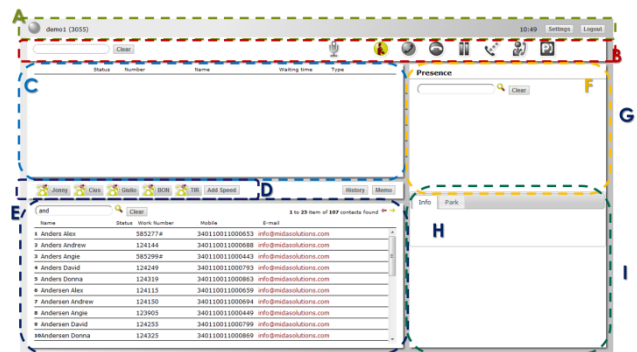 A
demo1 (3055) 10:49 Settings Logout
Clear B
C Status Number Name Waiting time Type
Presence
Clear F
G
Jonny Cius Giulio BON TIR Add Speed D History Memo
E and Clear 1 to 25 item of 107 contacts found
Info Park
Name Status Work Number Mobile E-mail
H
1 Anders Alex 585277# 340110011000653 info@midasolutions.com
2 Anders Andrew 124144 340110011000688 info@midasolutions.com
3 Anders Angie 585299# 340110011000443 info@midasolutions.com
4 Anders David 124249 340110011000793 info@midasolutions.com
I
5 Anders Donna 124319 340110011000863 info@midasolutions.com
6 Andersen Alex 124115 340110011000659 info@midasolutions.com
7 Andersen Andrew 124150 340110011000694 info@midasolutions.com
8 Andersen Angie 123905 340110011000449 info@midasolutions.com
9 Andersen David 124255 340110011000799 info@midasolutions.com
10 Andersen Donna 124325 340110011000869 info@midasolutions.com